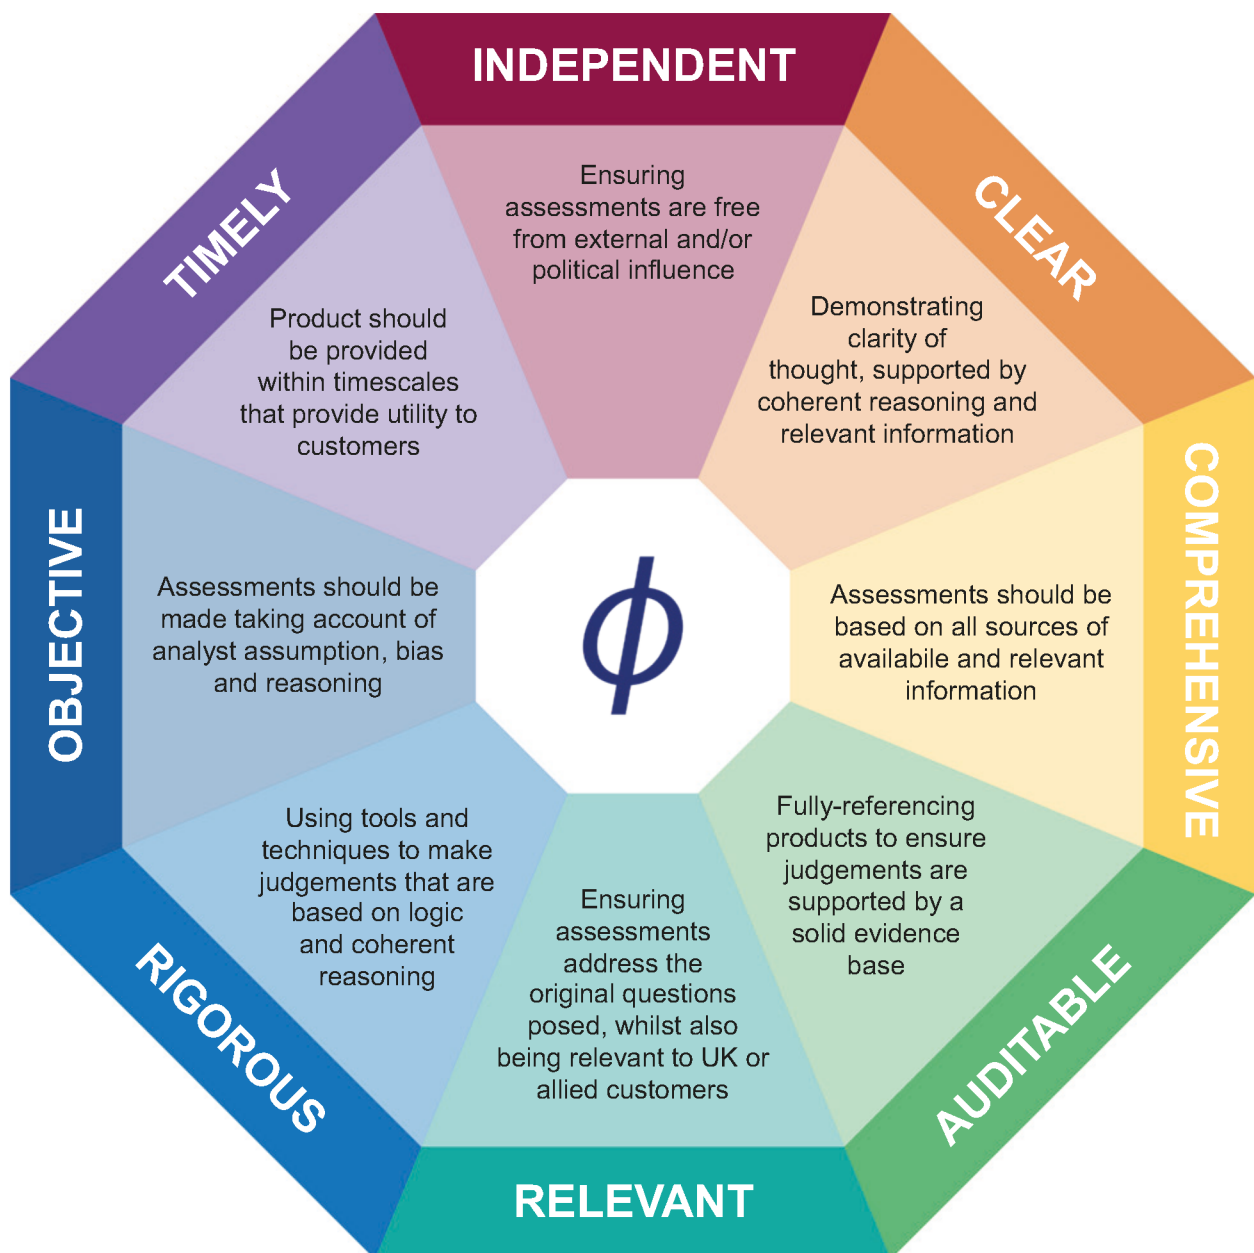 INDEPENDENT
Ensuring
assessments are free
from external and/or
political influence
CLEAR
Demonstrating
clarity of
thought, supported by
coherent reasoning and
relevant information
COMPREHENSIVE
Assessments should be
based on all sources of
availabile and relevant
information
AUDITABLE
Fully-referencing
products to ensure
judgements are
supported by a
solid evidence
base
RELEVANT
Ensuring
assessments
address the
original questions
posed, whilst also
being relevant to UK or
allied customers
RIGOROUS
Using tools and
techniques to make
judgements that are
based on logic
and coherent
reasoning
OBJECTIVE
Assessments should be
made taking account of
analyst assumption, bias
and reasoning
TIMELY
Product should
be provided
within timescales
that provide utility to
customers
ϕ